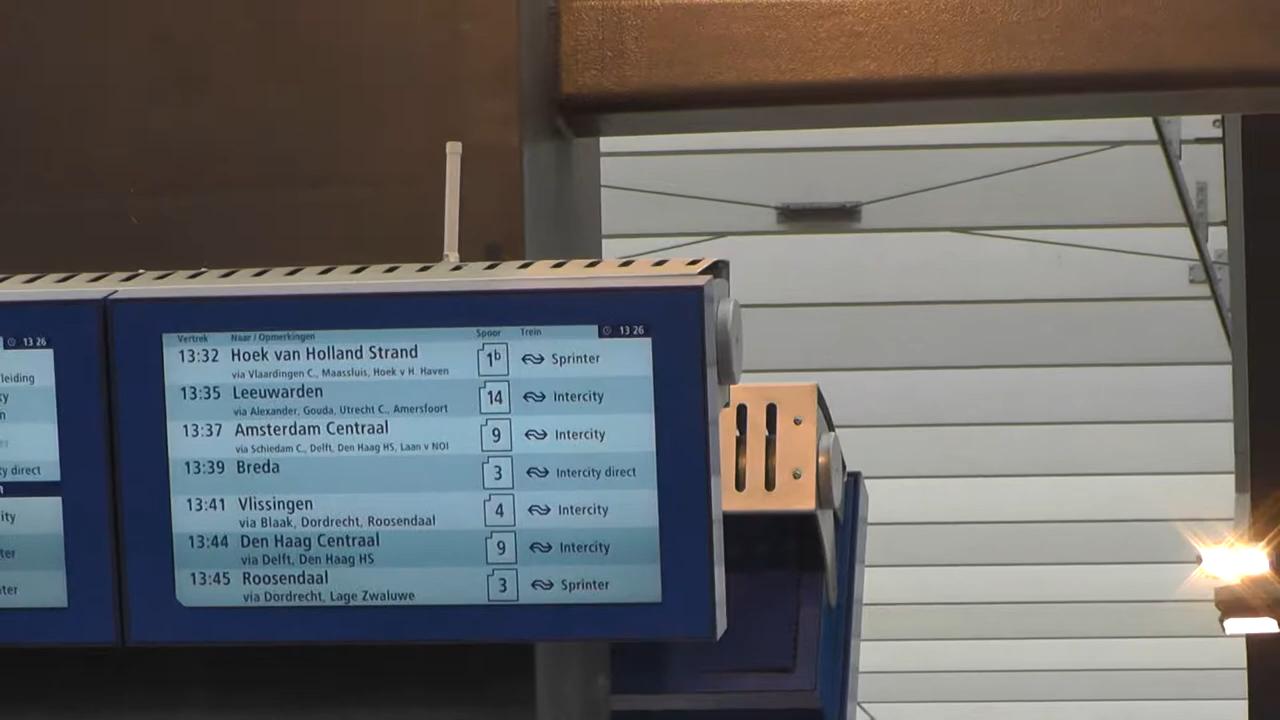 13 26
leiding
ty direct
ity
Vertrek Naar / Opmerkingen Spoor Trein 13 26
13:32 Hoek van Holland Strand 1b Sprinter
via Vlaardingen C., Maassluis, Hoek v H. Haven
13:35 Leeuwarden 14 Intercity
via Alexander, Gouda, Utrecht C., Amersfoort
13:37 Amsterdam Centraal 9 Intercity
via Schiedam C., Delft, Den Haag HS, Laan v NOI
13:39 Breda 3 Intercity direct
13:41 Vlissingen 4 Intercity
via Blaak, Dordrecht, Roosendaal
13:44 Den Haag Centraal 9 Intercity
via Delft, Den Haag HS
13:45 Roosendaal 3 Sprinter
via Dordrecht, Lage Zwaluwe